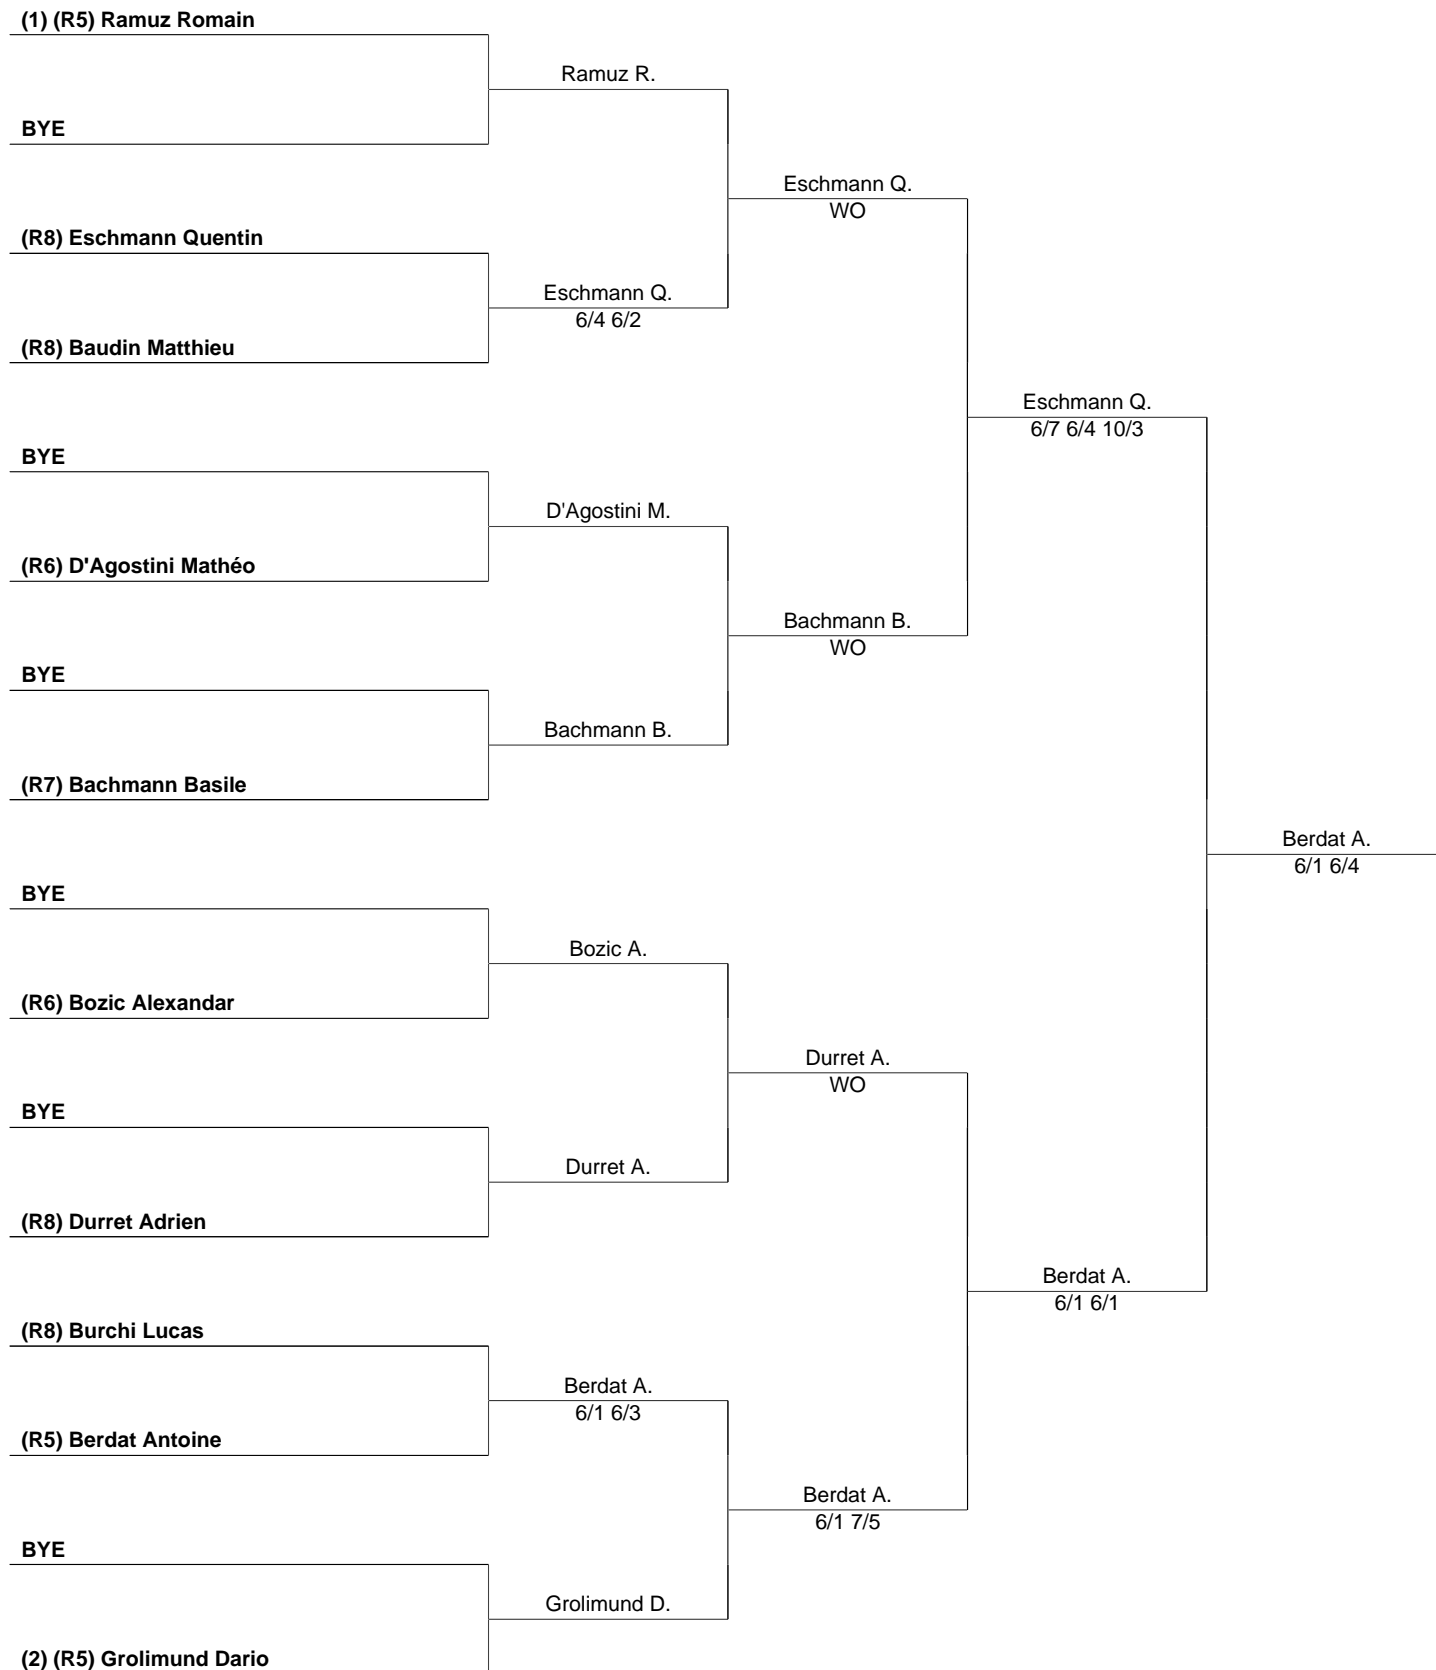 (1) (R5) Ramuz Romain
Ramuz R.
BYE
Eschmann Q.
WO
(R8) Eschmann Quentin
Eschmann Q.
6/4 6/2
(R8) Baudin Matthieu
Eschmann Q.
6/7 6/4 10/3
BYE
D'Agostini M.
(R6) D'Agostini Mathéo
Bachmann B.
WO
BYE
Bachmann B.
(R7) Bachmann Basile
Berdat A.
6/1 6/4
BYE
Bozic A.
(R6) Bozic Alexandar
Durret A.
WO
BYE
Durret A.
(R8) Durret Adrien
Berdat A.
6/1 6/1
(R8) Burchi Lucas
Berdat A.
6/1 6/3
(R5) Berdat Antoine
Berdat A.
6/1 7/5
BYE
Grolimund D.
(2) (R5) Grolimund Dario